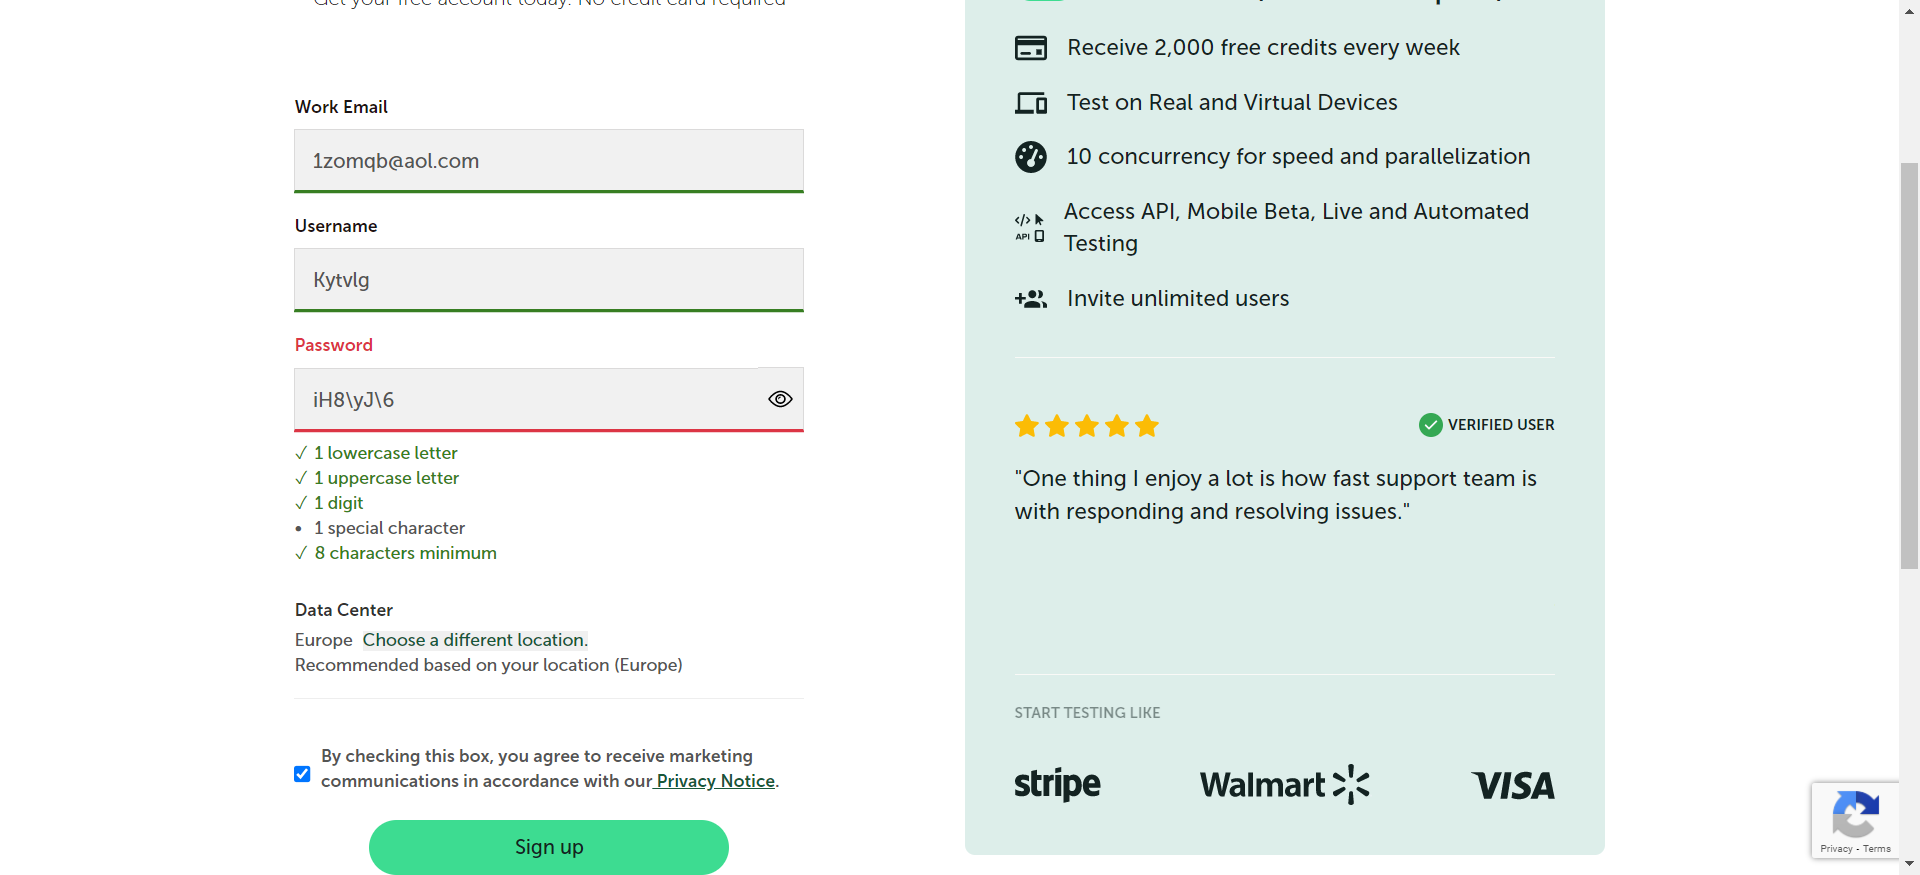 Get your free account today. No credit card required
Work Email
1zomqb@aol.com
Username
Kytvlg
Password
iH8\yJ\6
✓ 1 lowercase letter
✓ 1 uppercase letter
✓ 1 digit
• 1 special character
✓ 8 characters minimum
Data Center
Europe Choose a different location.
Recommended based on your location (Europe)
By checking this box, you agree to receive marketing
communications in accordance with our Privacy Notice.
Sign up
Receive 2,000 free credits every week
Test on Real and Virtual Devices
10 concurrency for speed and parallelization
</> API
Access API, Mobile Beta, Live and Automated
Testing
Invite unlimited users
VERIFIED USER
"One thing I enjoy a lot is how fast support team is
with responding and resolving issues."
START TESTING LIKE
stripe Walmart VISA
Privacy - Terms